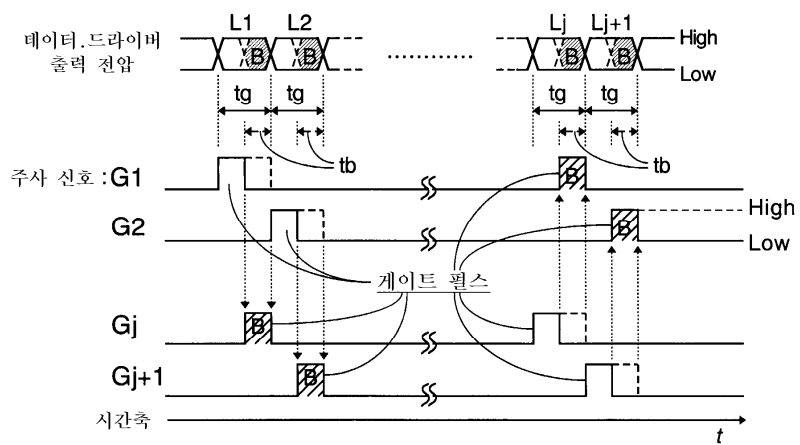 L1 L2 Lj Lj+1
데이터.드라이버
출력 전압
B B B B
High
Low
tg tg tg tg
tb tb
주사 신호 : G1
B
G2
B
High
Low
게이트 펄스
Gj
B
Gj+1
B
시간축
t